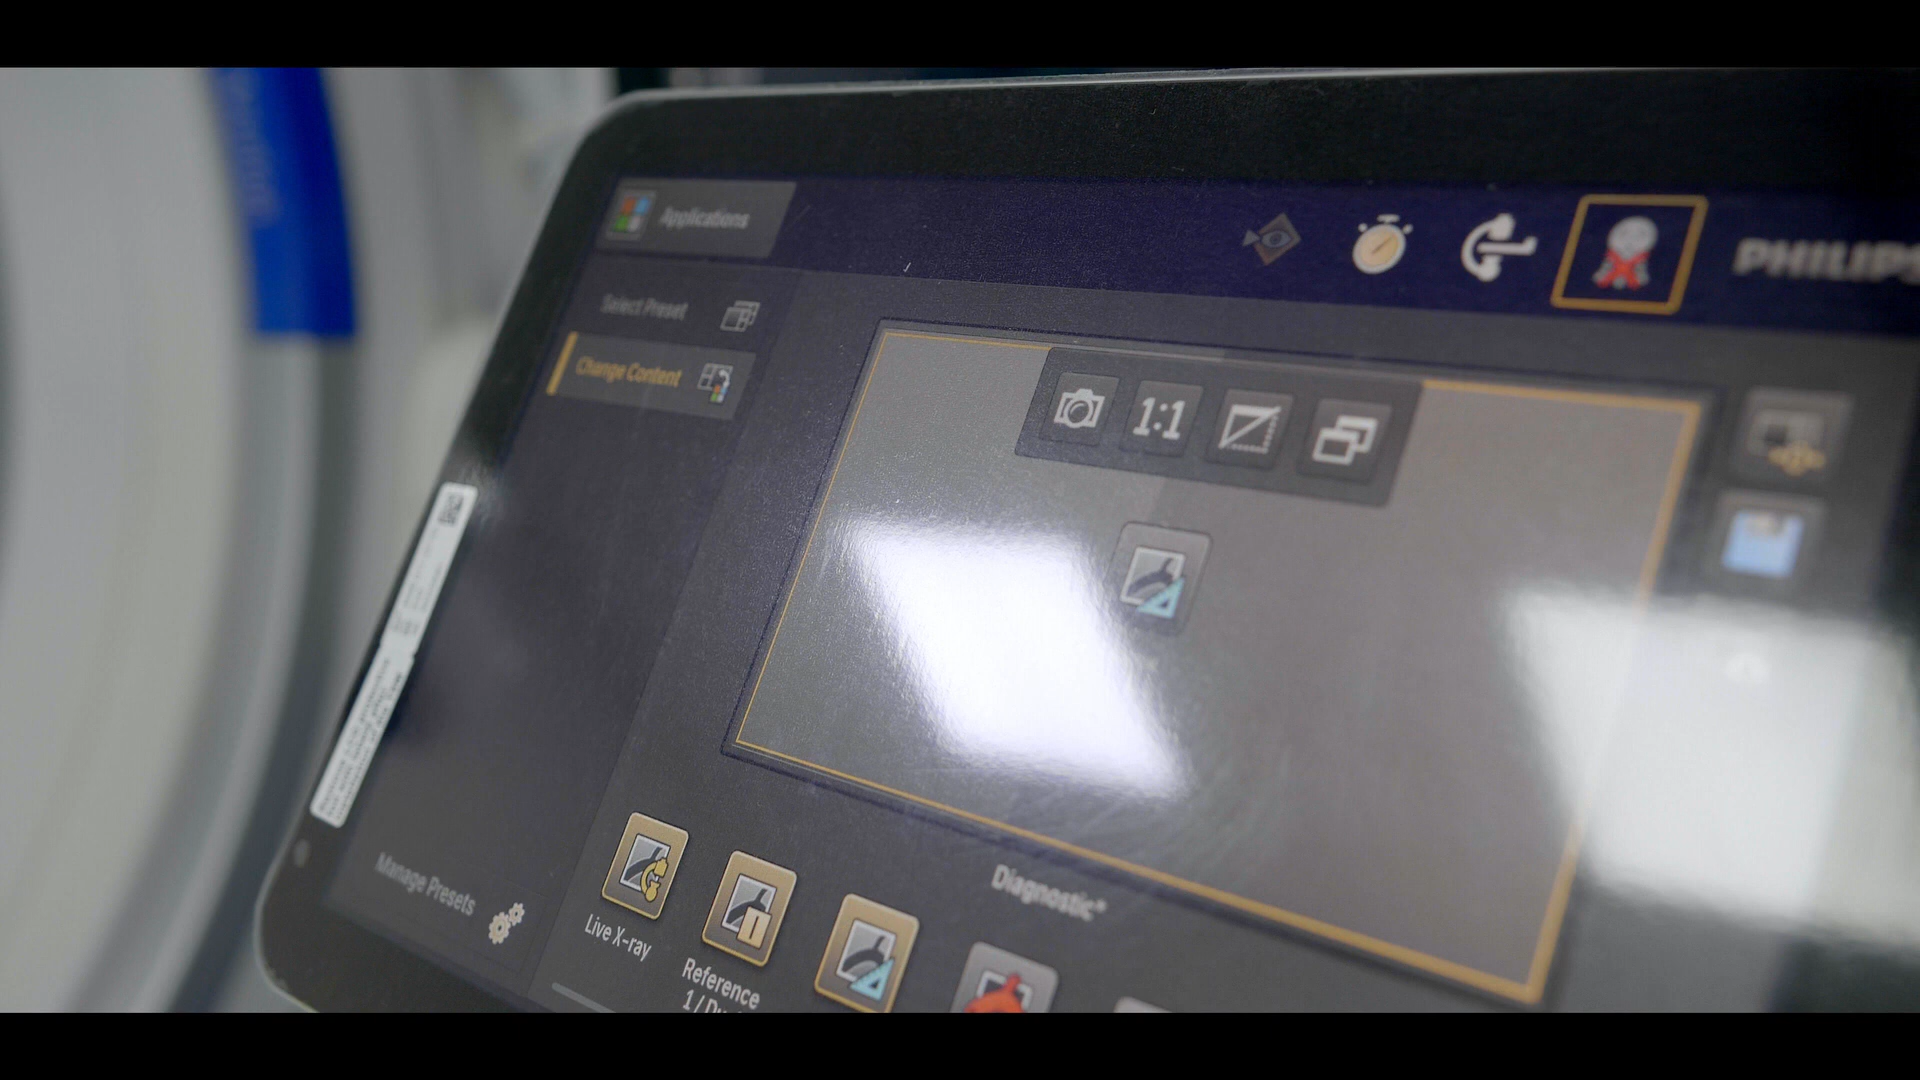 Applications
PHILIPS
Select Preset
Change Content
1:1
Diagnostic*
Manage Presets
Live X-ray
Reference